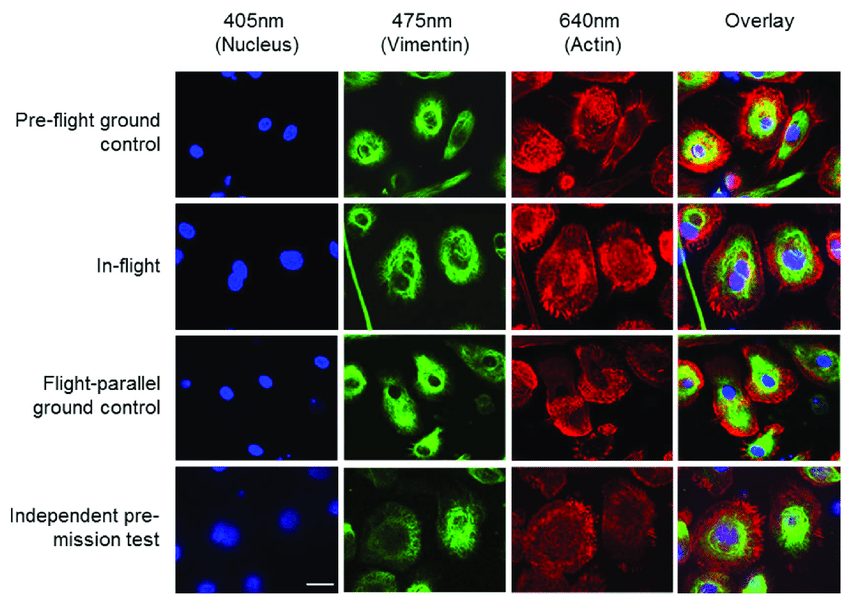 405nm
(Nucleus)
475nm
(Vimentin)
640nm
(Actin)
Overlay
Pre-flight ground
control
In-flight
Flight-parallel
ground control
Independent pre-
mission test